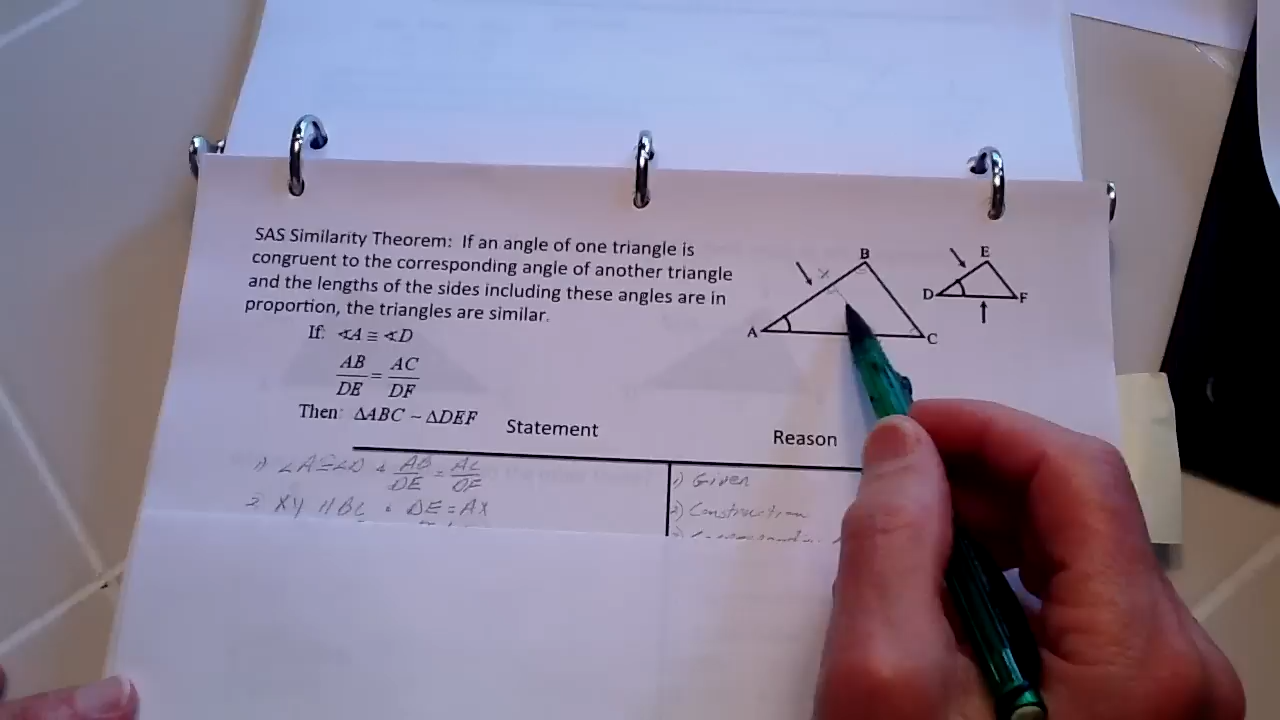 SAS Similarity Theorem: If an angle of one triangle is
congruent to the corresponding angle of another triangle
and the lengths of the sides including these angles are in
proportion, the triangles are similar.
If: ∢A ≅ ∢D
AB/DE = AC/DF
Then: ΔABC ~ ΔDEF
B
X
A
C
E
D
F
Statement
Reason
1) ∠A≅∠D & AB/DE = AC/DF
1) Given
2 XY // BC & DE = AX
2) Construction